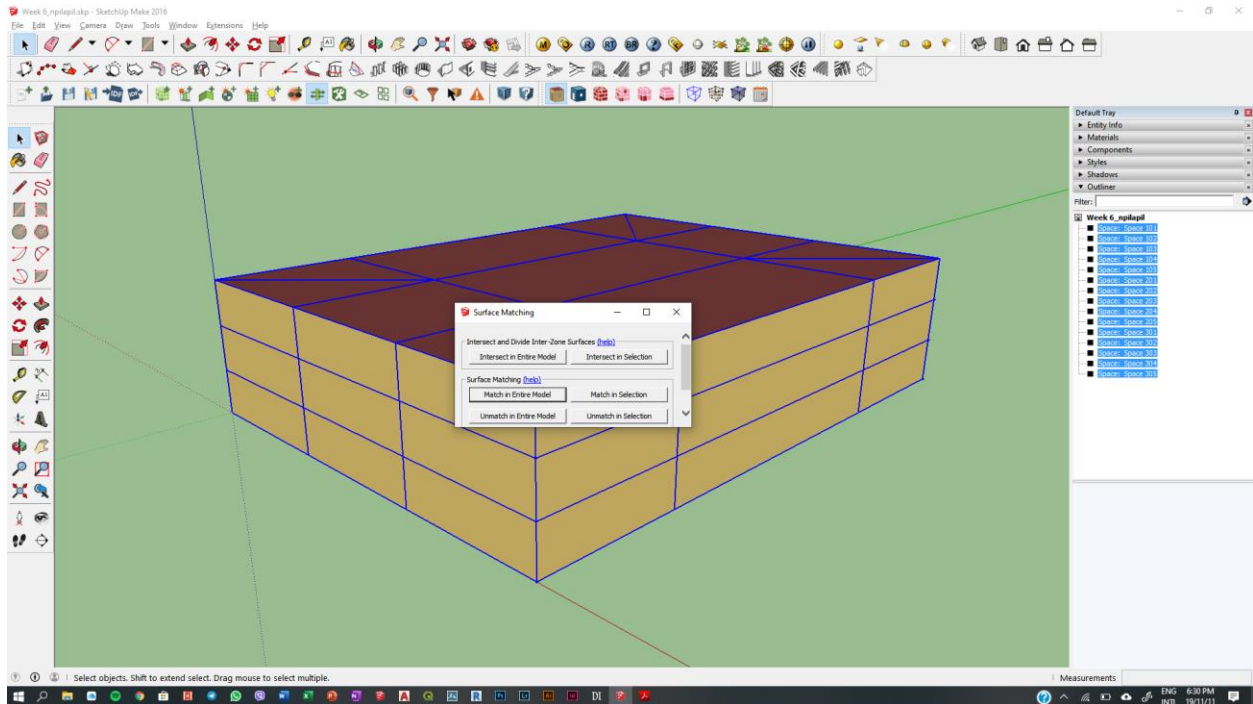 Week 6_npilapil.skp - SketchUp Make 2016
File Edit View Camera Draw Tools Window Extensions Help
Default Tray
Entity Info
Materials
Components
Styles
Shadows
Outliner
Filter:
Week 6_npilapil
Space: Space 101
Space: Space 102
Space: Space 103
Space: Space 104
Space: Space 105
Space: Space 201
Space: Space 202
Space: Space 203
Space: Space 204
Space: Space 205
Space: Space 301
Space: Space 302
Space: Space 303
Space: Space 304
Space: Space 305
Surface Matching
Intersect and Divide Inter-Zone Surfaces (help)
Intersect in Entire Model Intersect in Selection
Surface Matching (help)
Match in Entire Model Match in Selection
Unmatch in Entire Model Unmatch in Selection
Select objects. Shift to extend select. Drag mouse to select multiple.
Measurements
ENG 6:30 PM
INTL 19/11/11